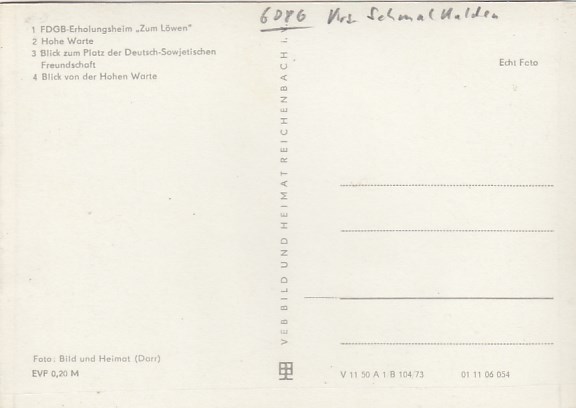 6086 Krs Schmalkalden
1 FDGB-Erholungsheim „Zum Löwen"
2 Hohe Warte
3 Blick zum Platz der Deutsch-Sowjetischen
Freundschaft
4 Blick von der Hohen Warte
Echt Foto
VEB BILD UND HEIMAT REICHENBACH i.
Foto: Bild und Heimat (Darr)
EVP 0,20 M
V 11 50 A 1 B 104/73 01 11 06 054